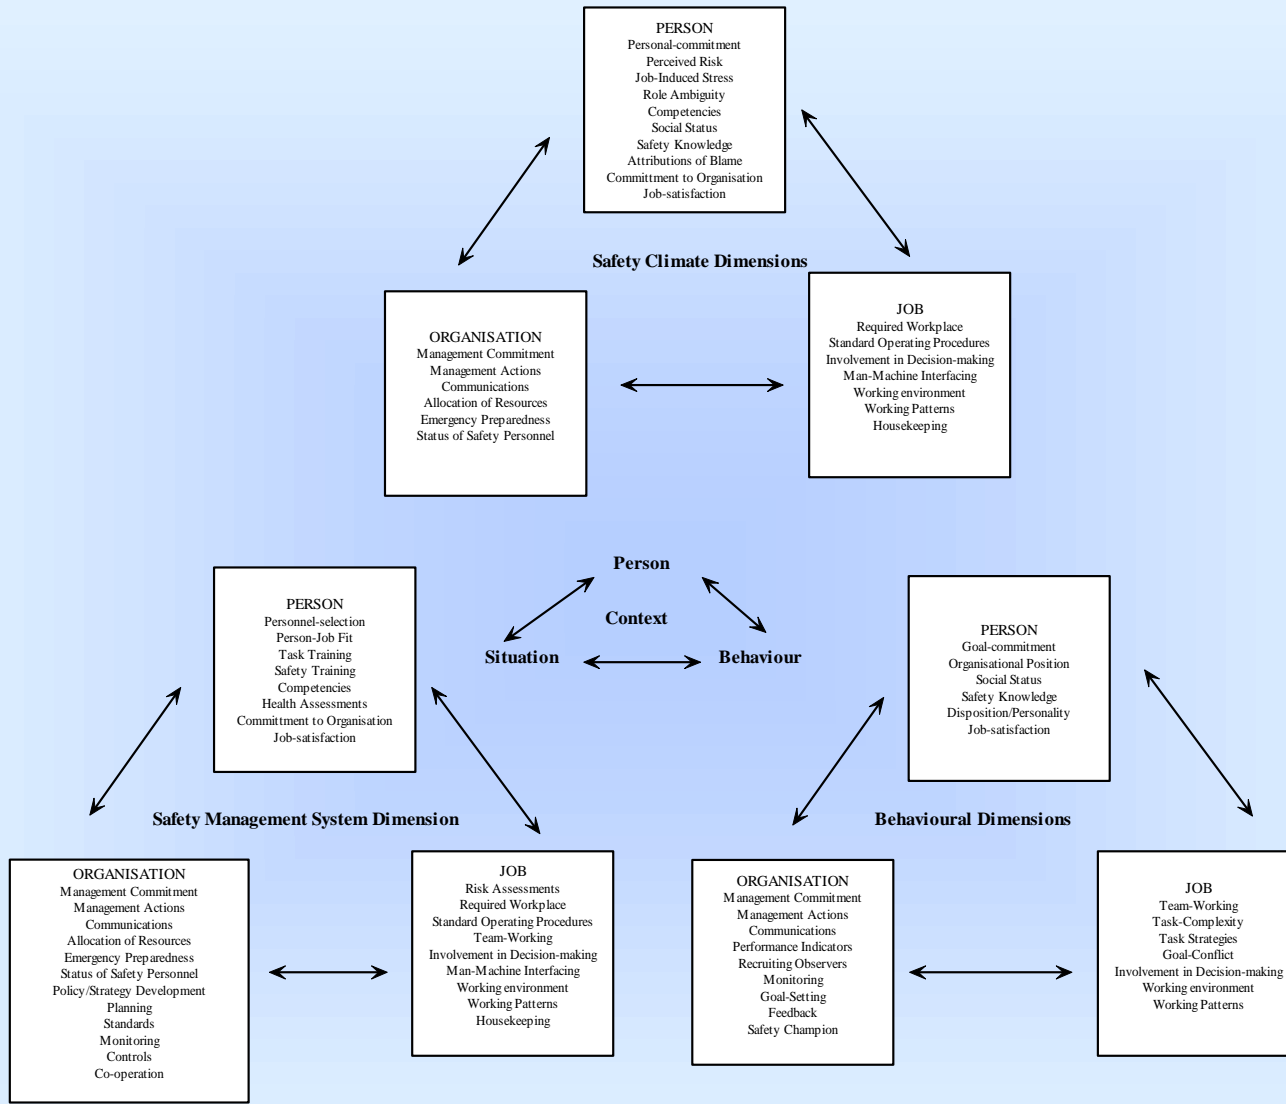 PERSON
Personal-commitment
Perceived Risk
Job-Induced Stress
Role Ambiguity
Competencies
Social Status
Safety Knowledge
Attributions of Blame
Committment to Organisation
Job-satisfaction
Safety Climate Dimensions
ORGANISATION
Management Commitment
Management Actions
Communications
Allocation of Resources
Emergency Preparedness
Status of Safety Personnel
JOB
Required Workplace
Standard Operating Procedures
Involvement in Decision-making
Man-Machine Interfacing
Working environment
Working Patterns
Housekeeping
Person
Context
Situation
Behaviour
PERSON
Personnel-selection
Person-Job Fit
Task Training
Safety Training
Competencies
Health Assessments
Committment to Organisation
Job-satisfaction
Safety Management System Dimension
ORGANISATION
Management Commitment
Management Actions
Communications
Allocation of Resources
Emergency Preparedness
Status of Safety Personnel
Policy/Strategy Development
Planning
Standards
Monitoring
Controls
Co-operation
JOB
Risk Assessments
Required Workplace
Standard Operating Procedures
Team-Working
Involvement in Decision-making
Man-Machine Interfacing
Working environment
Working Patterns
Housekeeping
PERSON
Goal-commitment
Organisational Position
Social Status
Safety Knowledge
Disposition/Personality
Job-satisfaction
Behavioural Dimensions
ORGANISATION
Management Commitment
Management Actions
Communications
Performance Indicators
Recruiting Observers
Monitoring
Goal-Setting
Feedback
Safety Champion
JOB
Team-Working
Task-Complexity
Task Strategies
Goal-Conflict
Involvement in Decision-making
Working environment
Working Patterns